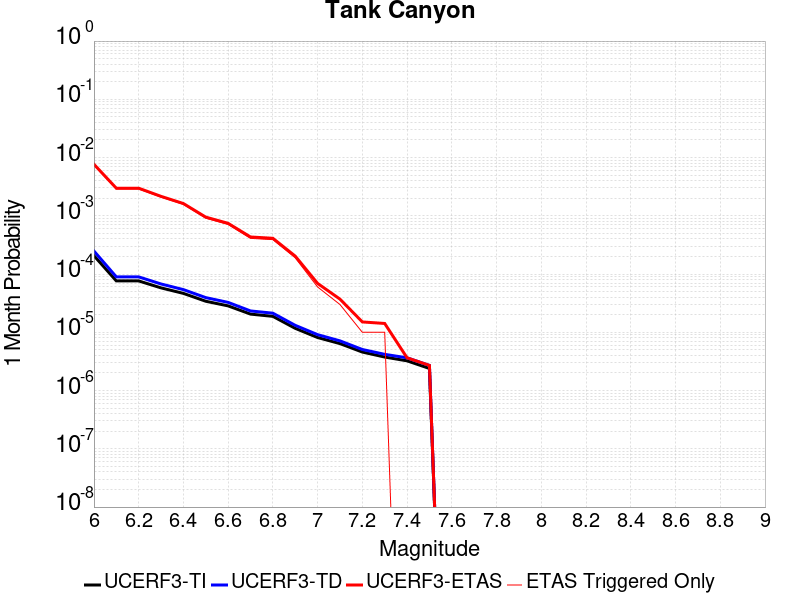 Tank Canyon
10^0
10^-1
10^-2
10^-3
10^-4
10^-5
10^-6
10^-7
10^-8
1 Month Probability
6 6.2 6.4 6.6 6.8 7 7.2 7.4 7.6 7.8 8 8.2 8.4 8.6 8.8 9
Magnitude
UCERF3-TI UCERF3-TD UCERF3-ETAS ETAS Triggered Only